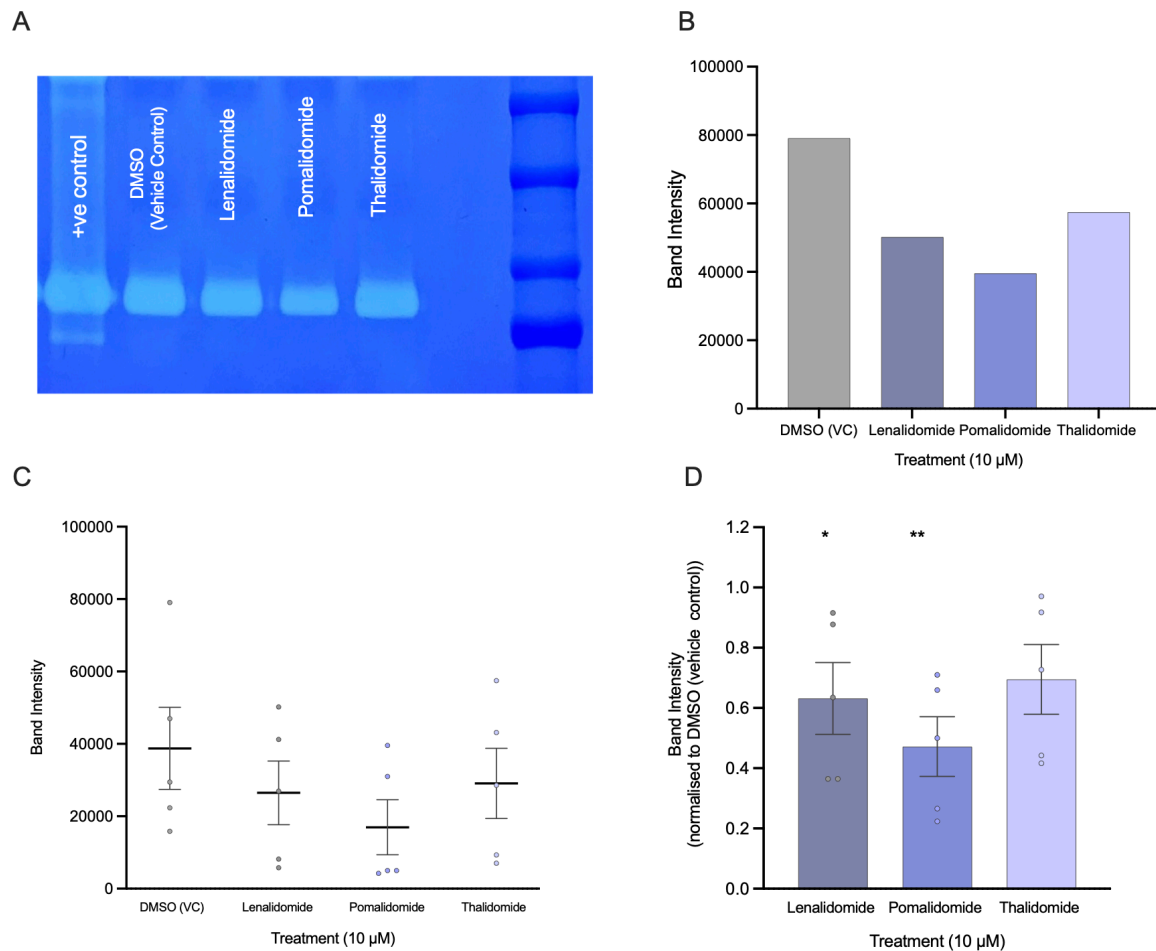 A
+ve control
DMSO
(Vehicle Control)
Lenalidomide
Pomalidomide
Thalidomide
B
Band Intensity
100000
80000
60000
40000
20000
0
DMSO (VC) Lenalidomide Pomalidomide Thalidomide
Treatment (10 µM)
C
Band Intensity
100000
80000
60000
40000
20000
0
DMSO (VC) Lenalidomide Pomalidomide Thalidomide
Treatment (10 µM)
D
Band Intensity
(normalised to DMSO (vehicle control))
1.2
1.0
0.8
0.6
0.4
0.2
0.0
* **
Lenalidomide Pomalidomide Thalidomide
Treatment (10 µM)